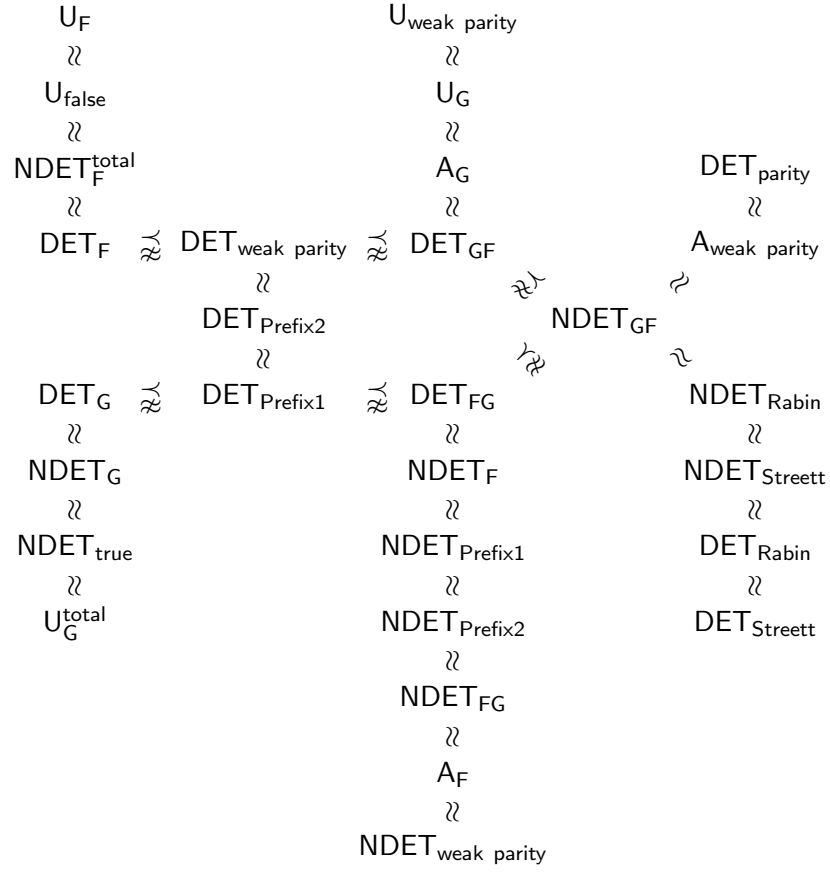 U_F U_weak parity
≈ ≈
U_false U_G
≈ ≈
NDET_F^total A_G DET_parity
≈ ≈ ≈
DET_F ⪵ DET_weak parity ⪵ DET_GF A_weak parity
≈ ⪵ ≈
DET_Prefix2 NDET_GF
≈ ⪵ ≈
DET_G ⪵ DET_Prefix1 ⪵ DET_FG NDET_Rabin
≈ ≈ ≈
NDET_G NDET_F NDET_Streett
≈ ≈ ≈
NDET_true NDET_Prefix1 DET_Rabin
≈ ≈ ≈
U_G^total NDET_Prefix2 DET_Streett
≈
NDET_FG
≈
A_F
≈
NDET_weak parity